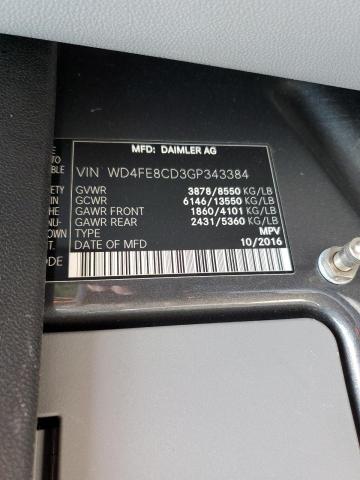 MFD: DAIMLER AG
VIN WD4FE8CD3GP343384
GVWR 3878/8550 KG/LB
GCWR 6146/13550 KG/LB
GAWR FRONT 1860/4101 KG/LB
GAWR REAR 2431/5360 KG/LB
MPV
DATE OF MFD 10/2016